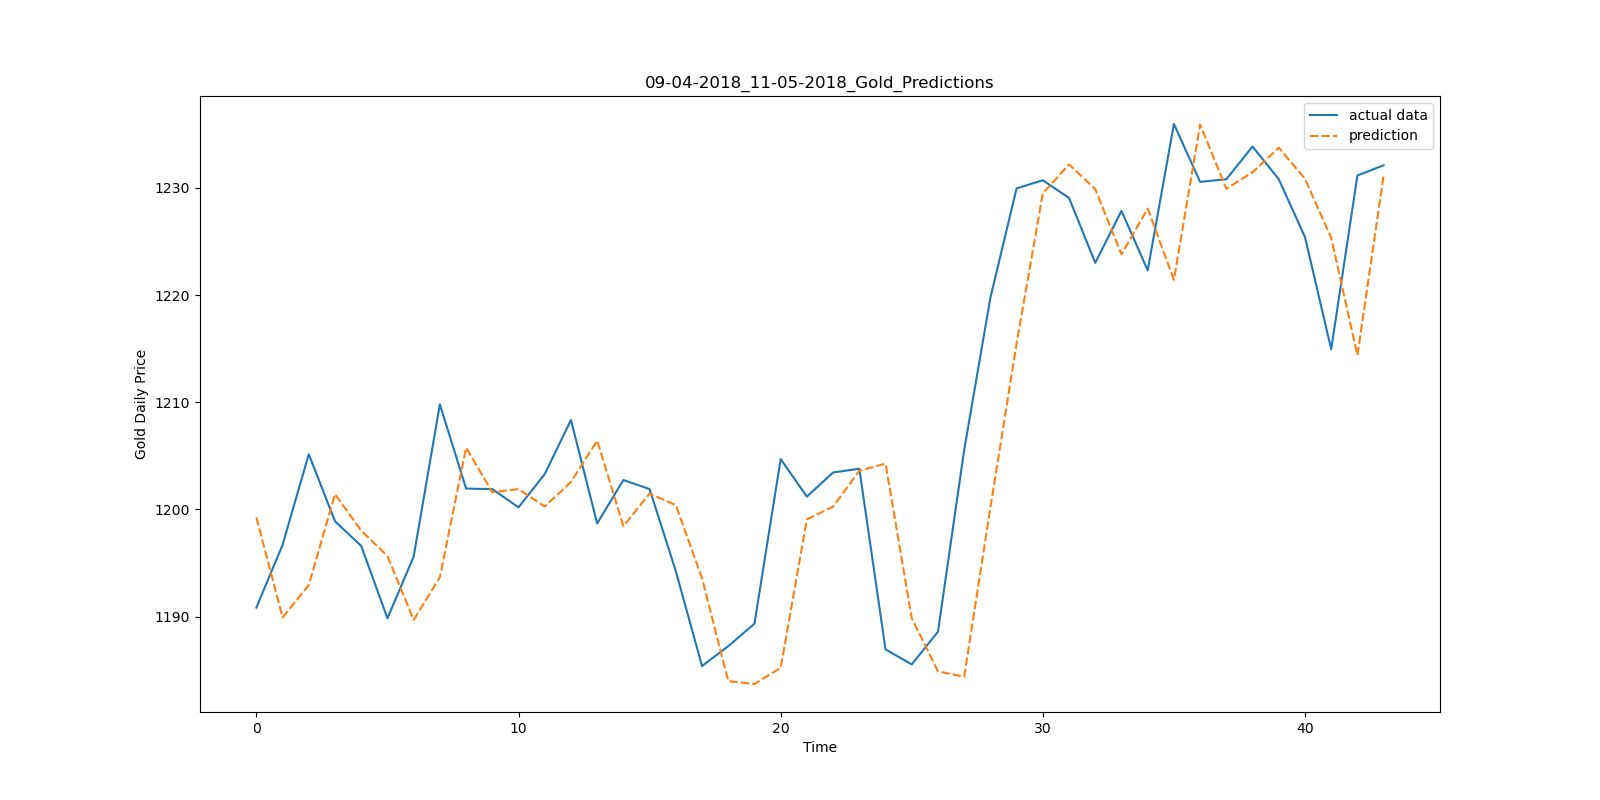 09-04-2018_11-05-2018_Gold_Predictions
actual data
prediction
1230
1220
1210
1200
1190
Gold Daily Price
0 10 20 30 40
Time